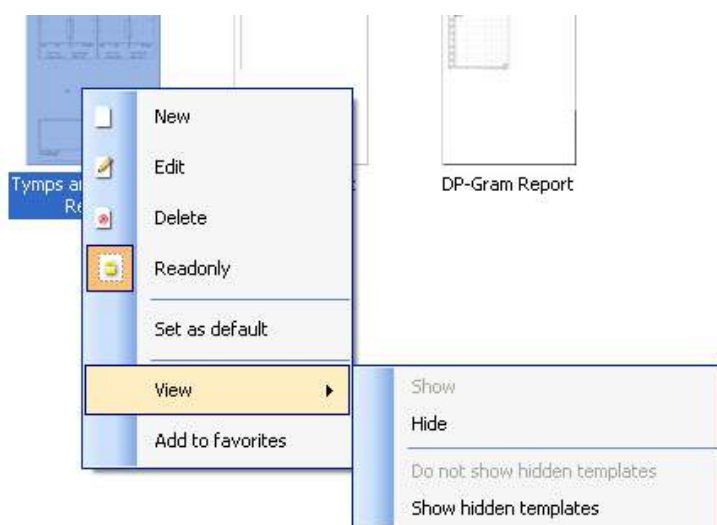 New
Edit
Tymps a
DP-Gram Report
Re
Delete
Readonly
Set as default
View
Show
Hide
Add to favorites
Do not show hidden templates
Show hidden templates